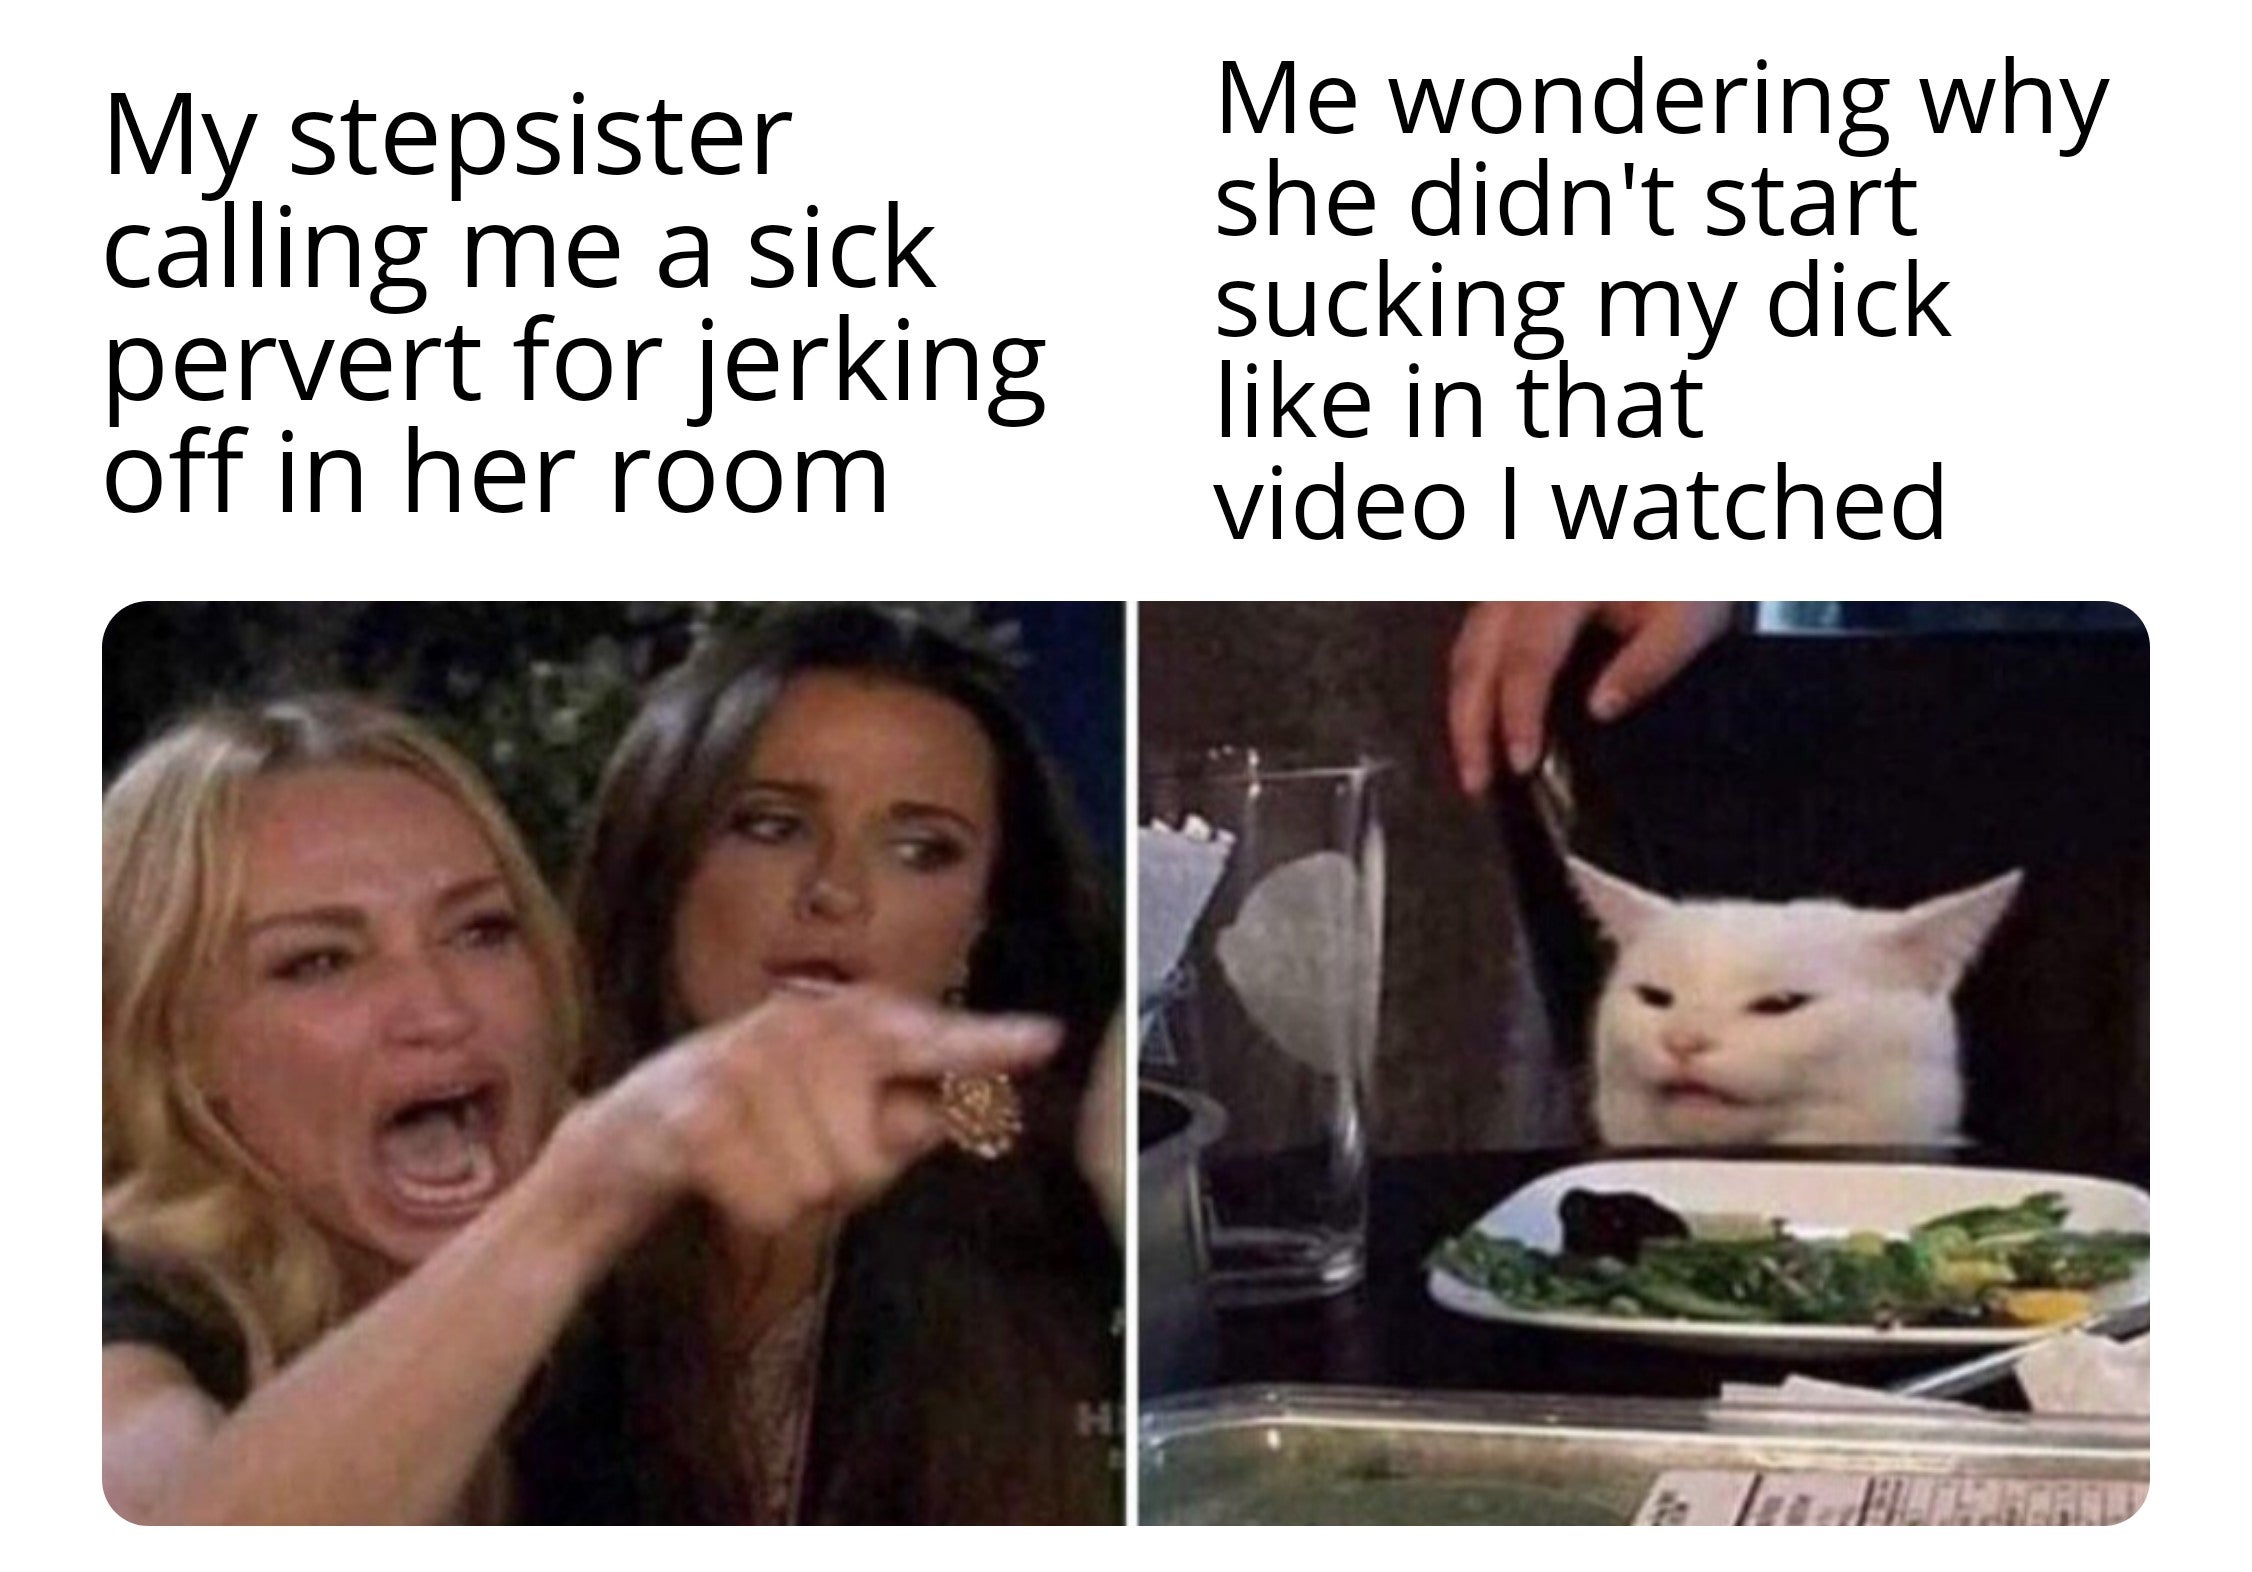 My stepsister
calling me a sick
pervert for jerking
off in her room
Me wondering why
she didn't start
sucking my dick
like in that
video I watched